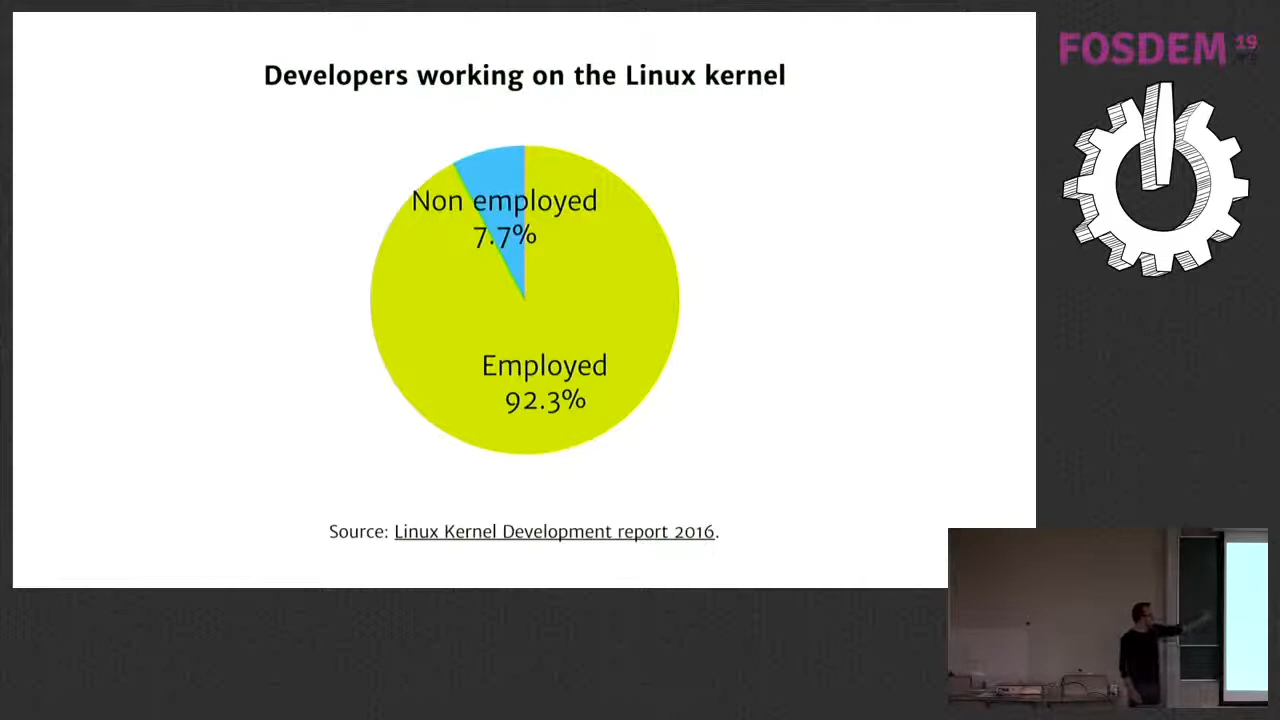 Developers working on the Linux kernel
Non employed
7.7%
Employed
92.3%
Source: Linux Kernel Development report 2016.
FOSDEM 19